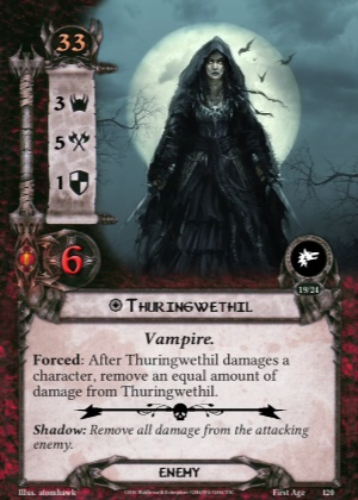 33
3
5
1
6
19/24
THURINGWETHIL
Vampire.
Forced: After Thuringwethil damages a
character, remove an equal amount of
damage from Thuringwethil.
Shadow: Remove all damage from the attacking
enemy.
ENEMY
Illus. alonshawk
First Age
120